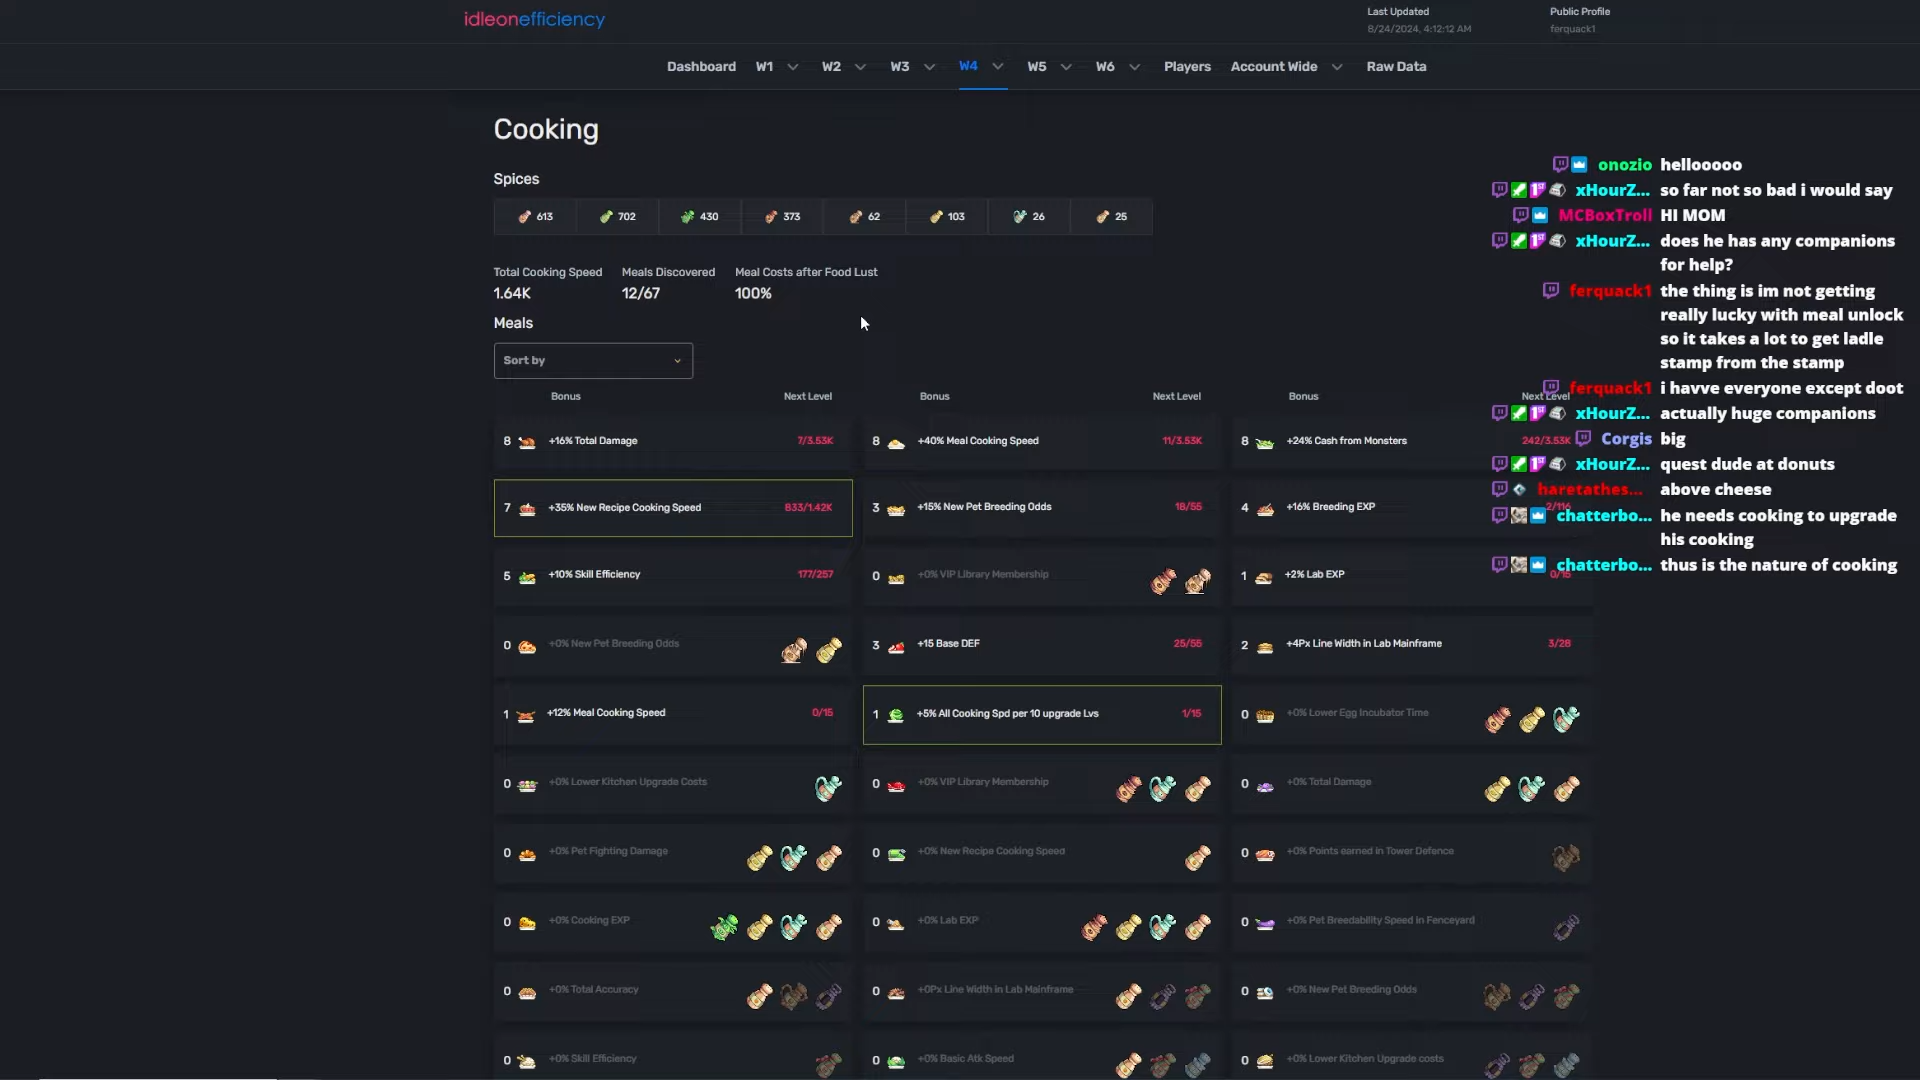 idleonefficiency
Last Updated
8/24/2024, 4:12:12 AM
Public Profile
ferquack1
Dashboard W1 W2 W3 W4 W5 W6 Players Account Wide Raw Data
Cooking
Spices
613 702 430 373 62 103 26 25
Total Cooking Speed Meals Discovered Meal Costs after Food Lust
1.64K 12/67 100%
Meals
Sort by
Bonus Next Level Bonus Next Level Bonus Next Level
8 +16% Total Damage 7/3.53K 8 +40% Meal Cooking Speed 11/3.53K 8 +24% Cash from Monsters 242/3.53K
7 +35% New Recipe Cooking Speed 833/1.42K 3 +15% New Pet Breeding Odds 18/55 4 +16% Breeding EXP 2/116
5 +10% Skill Efficiency 177/257 0 +0% VIP Library Membership 1 +2% Lab EXP 0/15
0 +0% New Pet Breeding Odds 3 +15 Base DEF 25/55 2 +4Px Line Width in Lab Mainframe 3/28
1 +12% Meal Cooking Speed 0/15 1 +5% All Cooking Spd per 10 upgrade Lvs 1/15 0 +0% Lower Egg Incubator Time
0 +0% Lower Kitchen Upgrade Costs 0 +0% VIP Library Membership 0 +0% Total Damage
0 +0% Pet Fighting Damage 0 +0% New Recipe Cooking Speed 0 +0% Points earned in Tower Defence
0 +0% Cooking EXP 0 +0% Lab EXP 0 +0% Pet Breedability Speed in Fenceyard
0 +0% Total Accuracy 0 +0Px Line Width in Lab Mainframe 0 +0% New Pet Breeding Odds
0 +0% Skill Efficiency 0 +0% Basic Atk Speed 0 +0% Lower Kitchen Upgrade costs
onozio hellooooo
xHourZ... so far not so bad i would say
MCBoxTroll HI MOM
xHourZ... does he has any companions
for help?
ferquack1 the thing is im not getting
really lucky with meal unlock
so it takes a lot to get ladle
stamp from the stamp
ferquack1 i havve everyone except doot
xHourZ... actually huge companions
Corgis big
xHourZ... quest dude at donuts
haretathes... above cheese
chatterbo... he needs cooking to upgrade
his cooking
chatterbo... thus is the nature of cooking